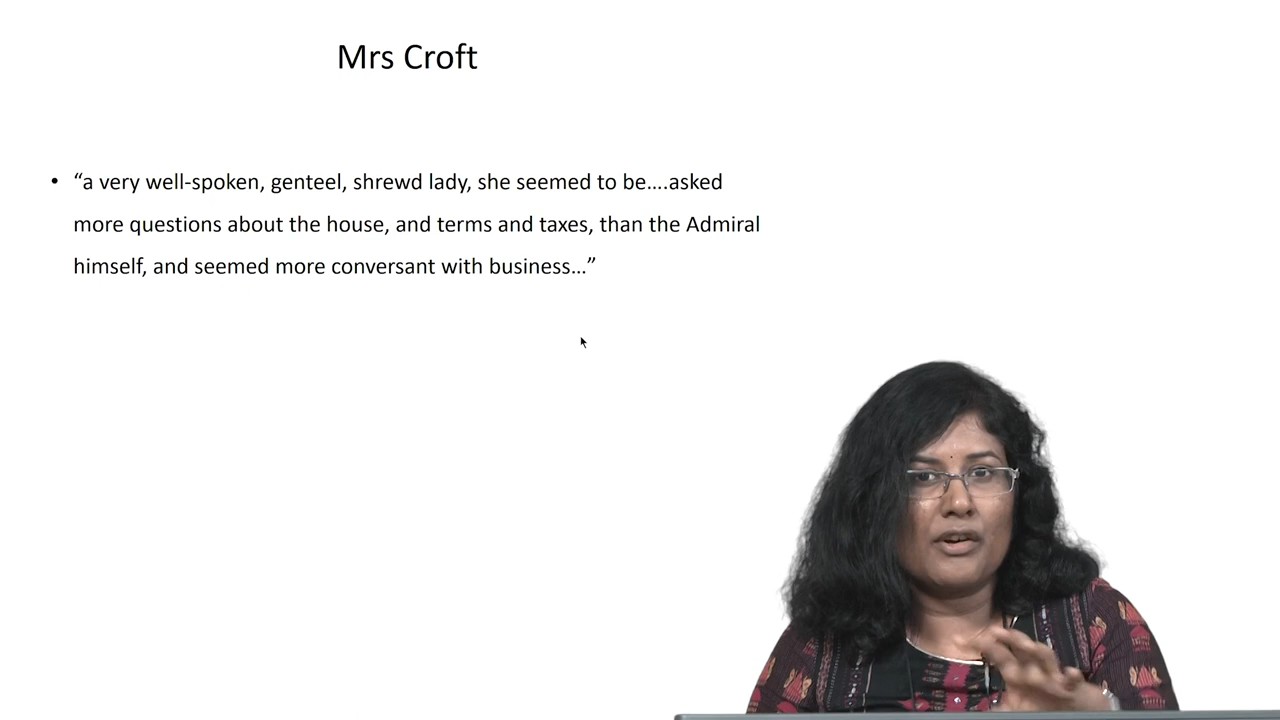 Mrs Croft
• “a very well-spoken, genteel, shrewd lady, she seemed to be....asked
more questions about the house, and terms and taxes, than the Admiral
himself, and seemed more conversant with business...”